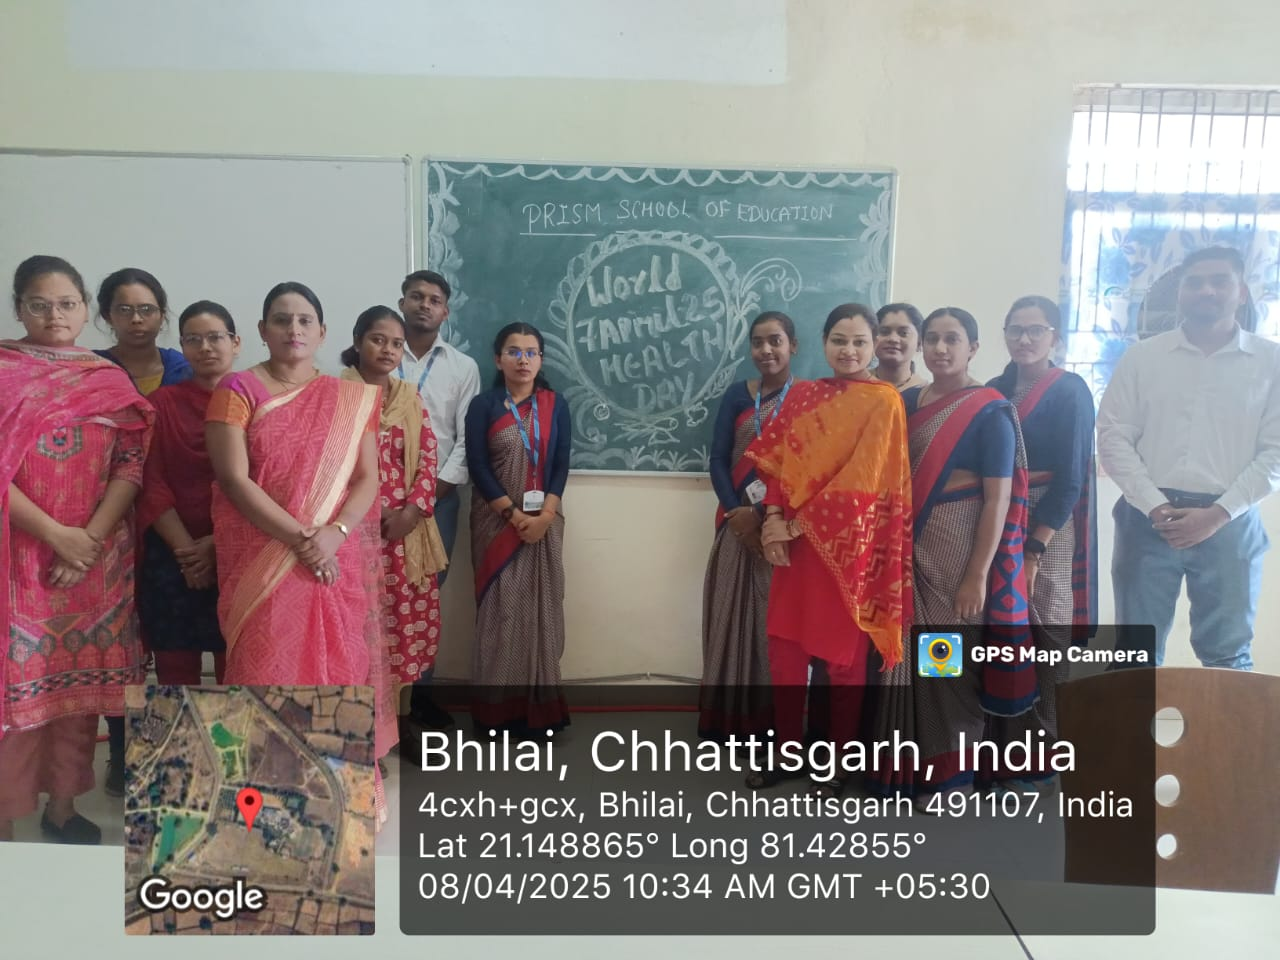 PRISM SCHOOL OF EDUCATION
World
7 April 25
HEALTH
DAY
GPS Map Camera
Bhilai, Chhattisgarh, India
4cxh+gcx, Bhilai, Chhattisgarh 491107, India
Lat 21.148865° Long 81.42855°
08/04/2025 10:34 AM GMT +05:30
Google